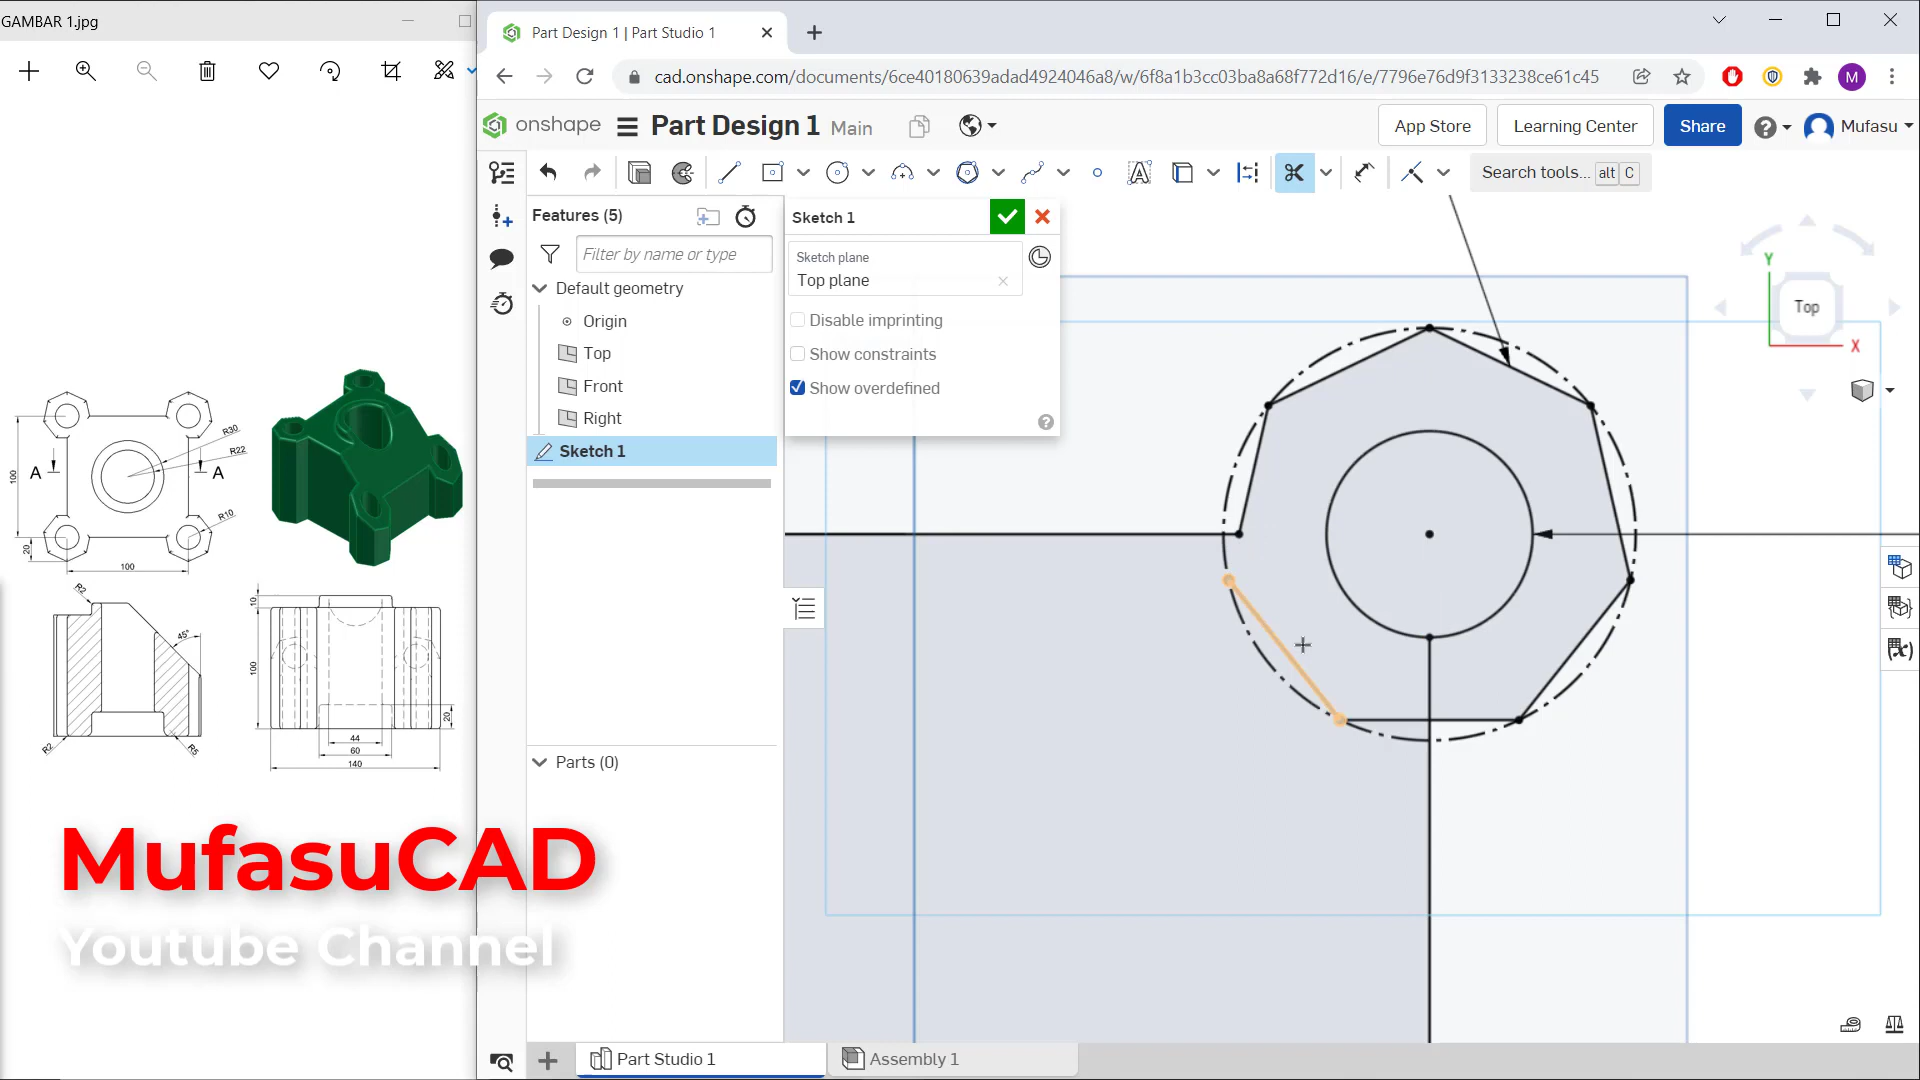 GAMBAR 1.jpg
Part Design 1 | Part Studio 1
cad.onshape.com/documents/6ce40180639adad4924046a8/w/6f8a1b3cc03ba8a68f772d16/e/7796e76d9f3133238ce61c45
M
onshape
Part Design 1
Main
App Store
Learning Center
Share
Mufasu
Search tools... alt C
Features (5)
Filter by name or type
Default geometry
Origin
Top
Front
Right
Sketch 1
Parts (0)
Sketch 1
Sketch plane
Top plane
Disable imprinting
Show constraints
Show overdefined
Y
Top
X
R30
R22
100
A
A
R10
20
100
R2
45°
R2
R5
10
100
20
44
60
140
MufasuCAD
Youtube Channel
Part Studio 1
Assembly 1